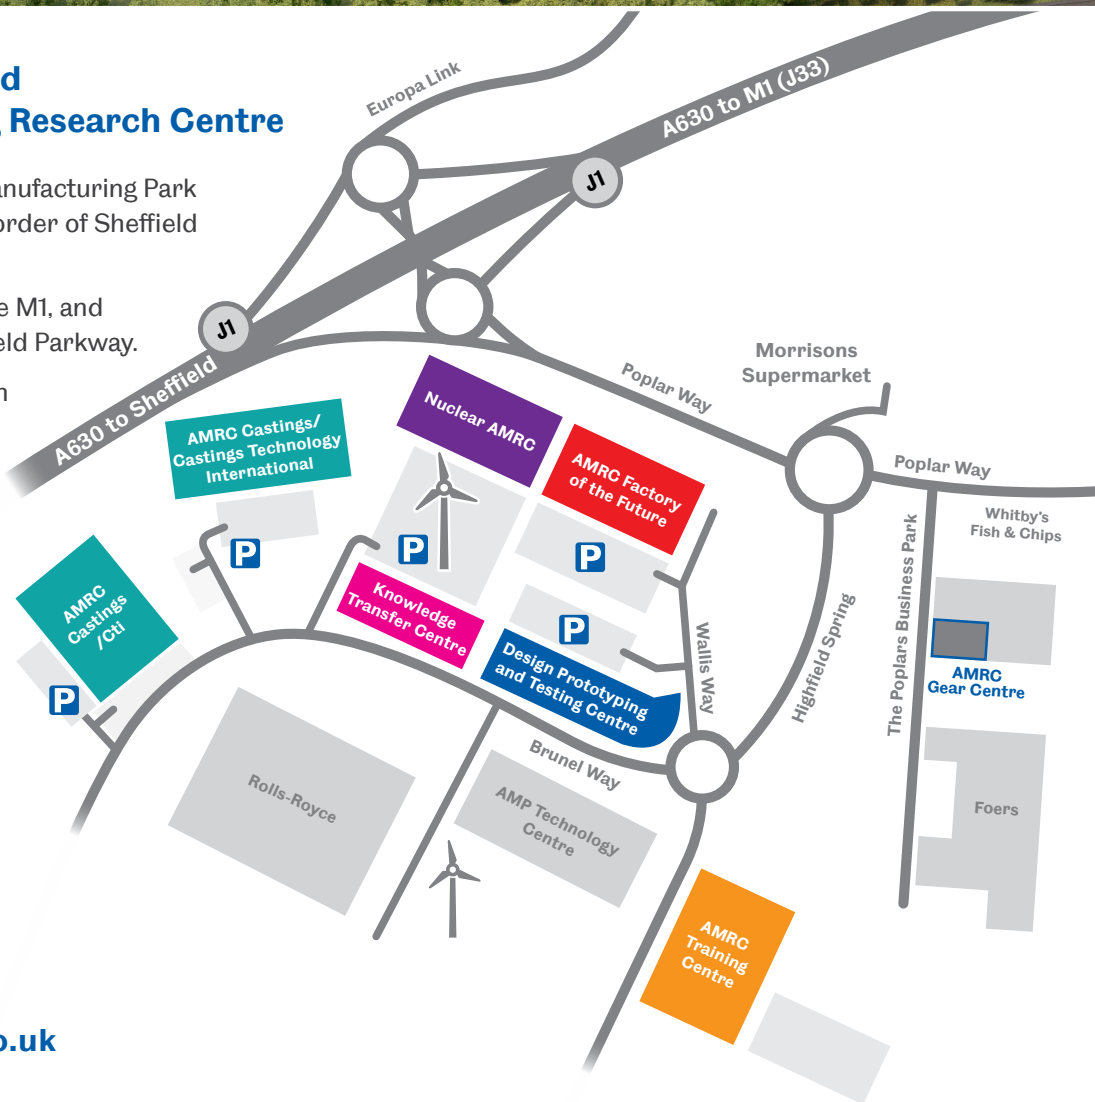 d
Research Centre
anufacturing Park
order of Sheffield
e M1, and
eld Parkway.
Europa Link
A630 to M1 (J33)
J1
J1
A630 to Sheffield
Morrisons
Supermarket
Poplar Way
Poplar Way
Nuclear AMRC
AMRC Castings/
Castings Technology
International
AMRC Factory
of the Future
Whitby's
Fish & Chips
P
P
P
P
P
AMRC
Castings
/Cti
Knowledge
Transfer Centre
Design Prototyping
and Testing Centre
Wallis Way
Highfield Spring
The Poplars Business Park
AMRC
Gear Centre
Brunel Way
Rolls-Royce
AMP Technology
Centre
Foers
AMRC
Training
Centre
o.uk